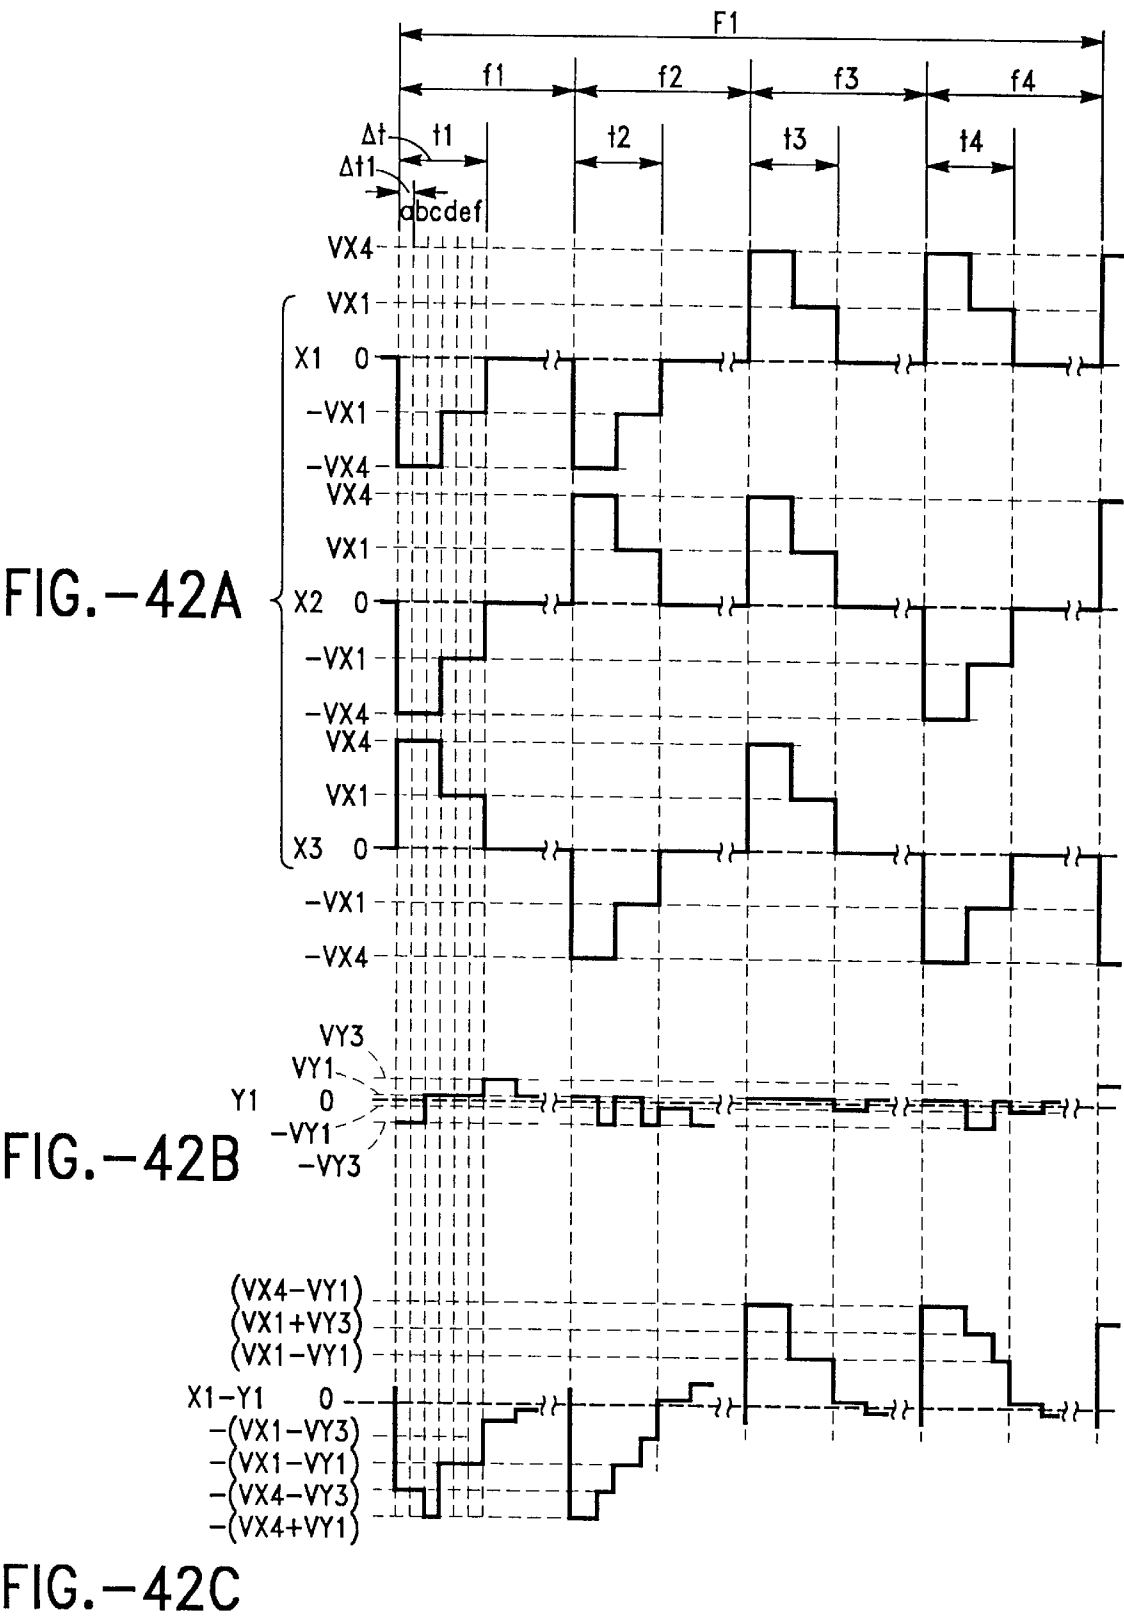 F1
f1 f2 f3 f4
Δt t1 t2 t3 t4
Δt1
abcdef
VX4
VX1
X1 0
-VX1
-VX4
VX4
VX1
FIG.-42A X2 0
-VX1
-VX4
VX4
VX1
X3 0
-VX1
-VX4
VY3
VY1
Y1 0
-VY1
FIG.-42B
-VY3
(VX4-VY1)
(VX1+VY3)
(VX1-VY1)
X1-Y1 0
-(VX1-VY3)
-(VX1-VY1)
-(VX4-VY3)
-(VX4+VY1)
FIG.-42C